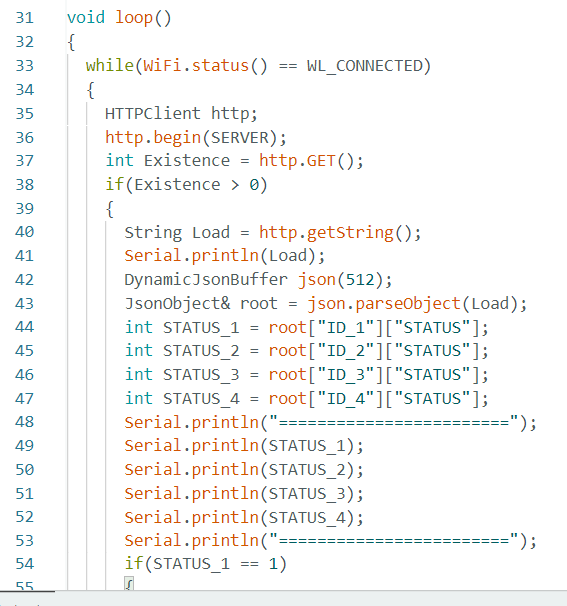 31 void loop()
32 {
33 while(WiFi.status() == WL_CONNECTED)
34 {
35 HTTPClient http;
36 http.begin(SERVER);
37 int Existence = http.GET();
38 if(Existence > 0)
39 {
40 String Load = http.getString();
41 Serial.println(Load);
42 DynamicJsonBuffer json(512);
43 JsonObject& root = json.parseObject(Load);
44 int STATUS_1 = root["ID_1"]["STATUS"];
45 int STATUS_2 = root["ID_2"]["STATUS"];
46 int STATUS_3 = root["ID_3"]["STATUS"];
47 int STATUS_4 = root["ID_4"]["STATUS"];
48 Serial.println("========================");
49 Serial.println(STATUS_1);
50 Serial.println(STATUS_2);
51 Serial.println(STATUS_3);
52 Serial.println(STATUS_4);
53 Serial.println("========================");
54 if(STATUS_1 == 1)
55 {